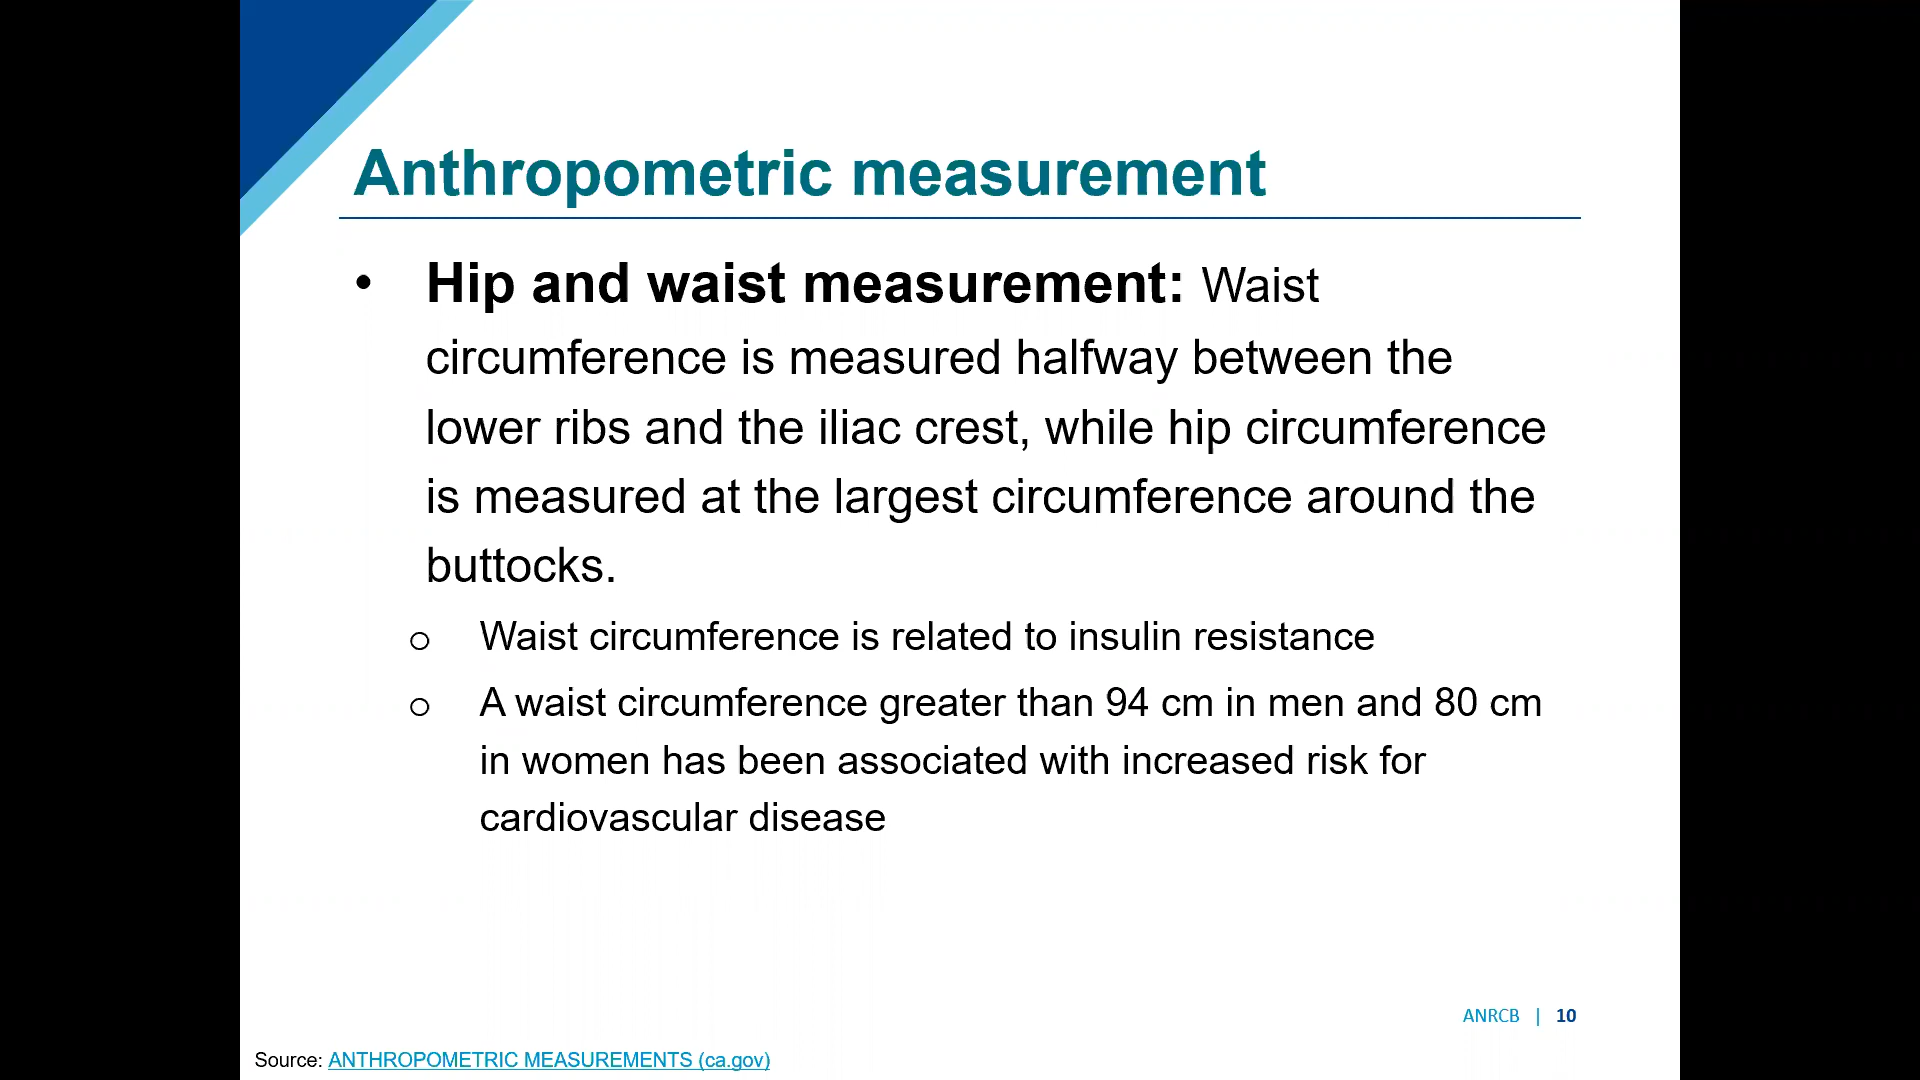 Anthropometric measurement
• Hip and waist measurement: Waist
circumference is measured halfway between the
lower ribs and the iliac crest, while hip circumference
is measured at the largest circumference around the
buttocks.
o Waist circumference is related to insulin resistance
o A waist circumference greater than 94 cm in men and 80 cm
in women has been associated with increased risk for
cardiovascular disease
ANRCB | 10
Source: ANTHROPOMETRIC MEASUREMENTS (ca.gov)